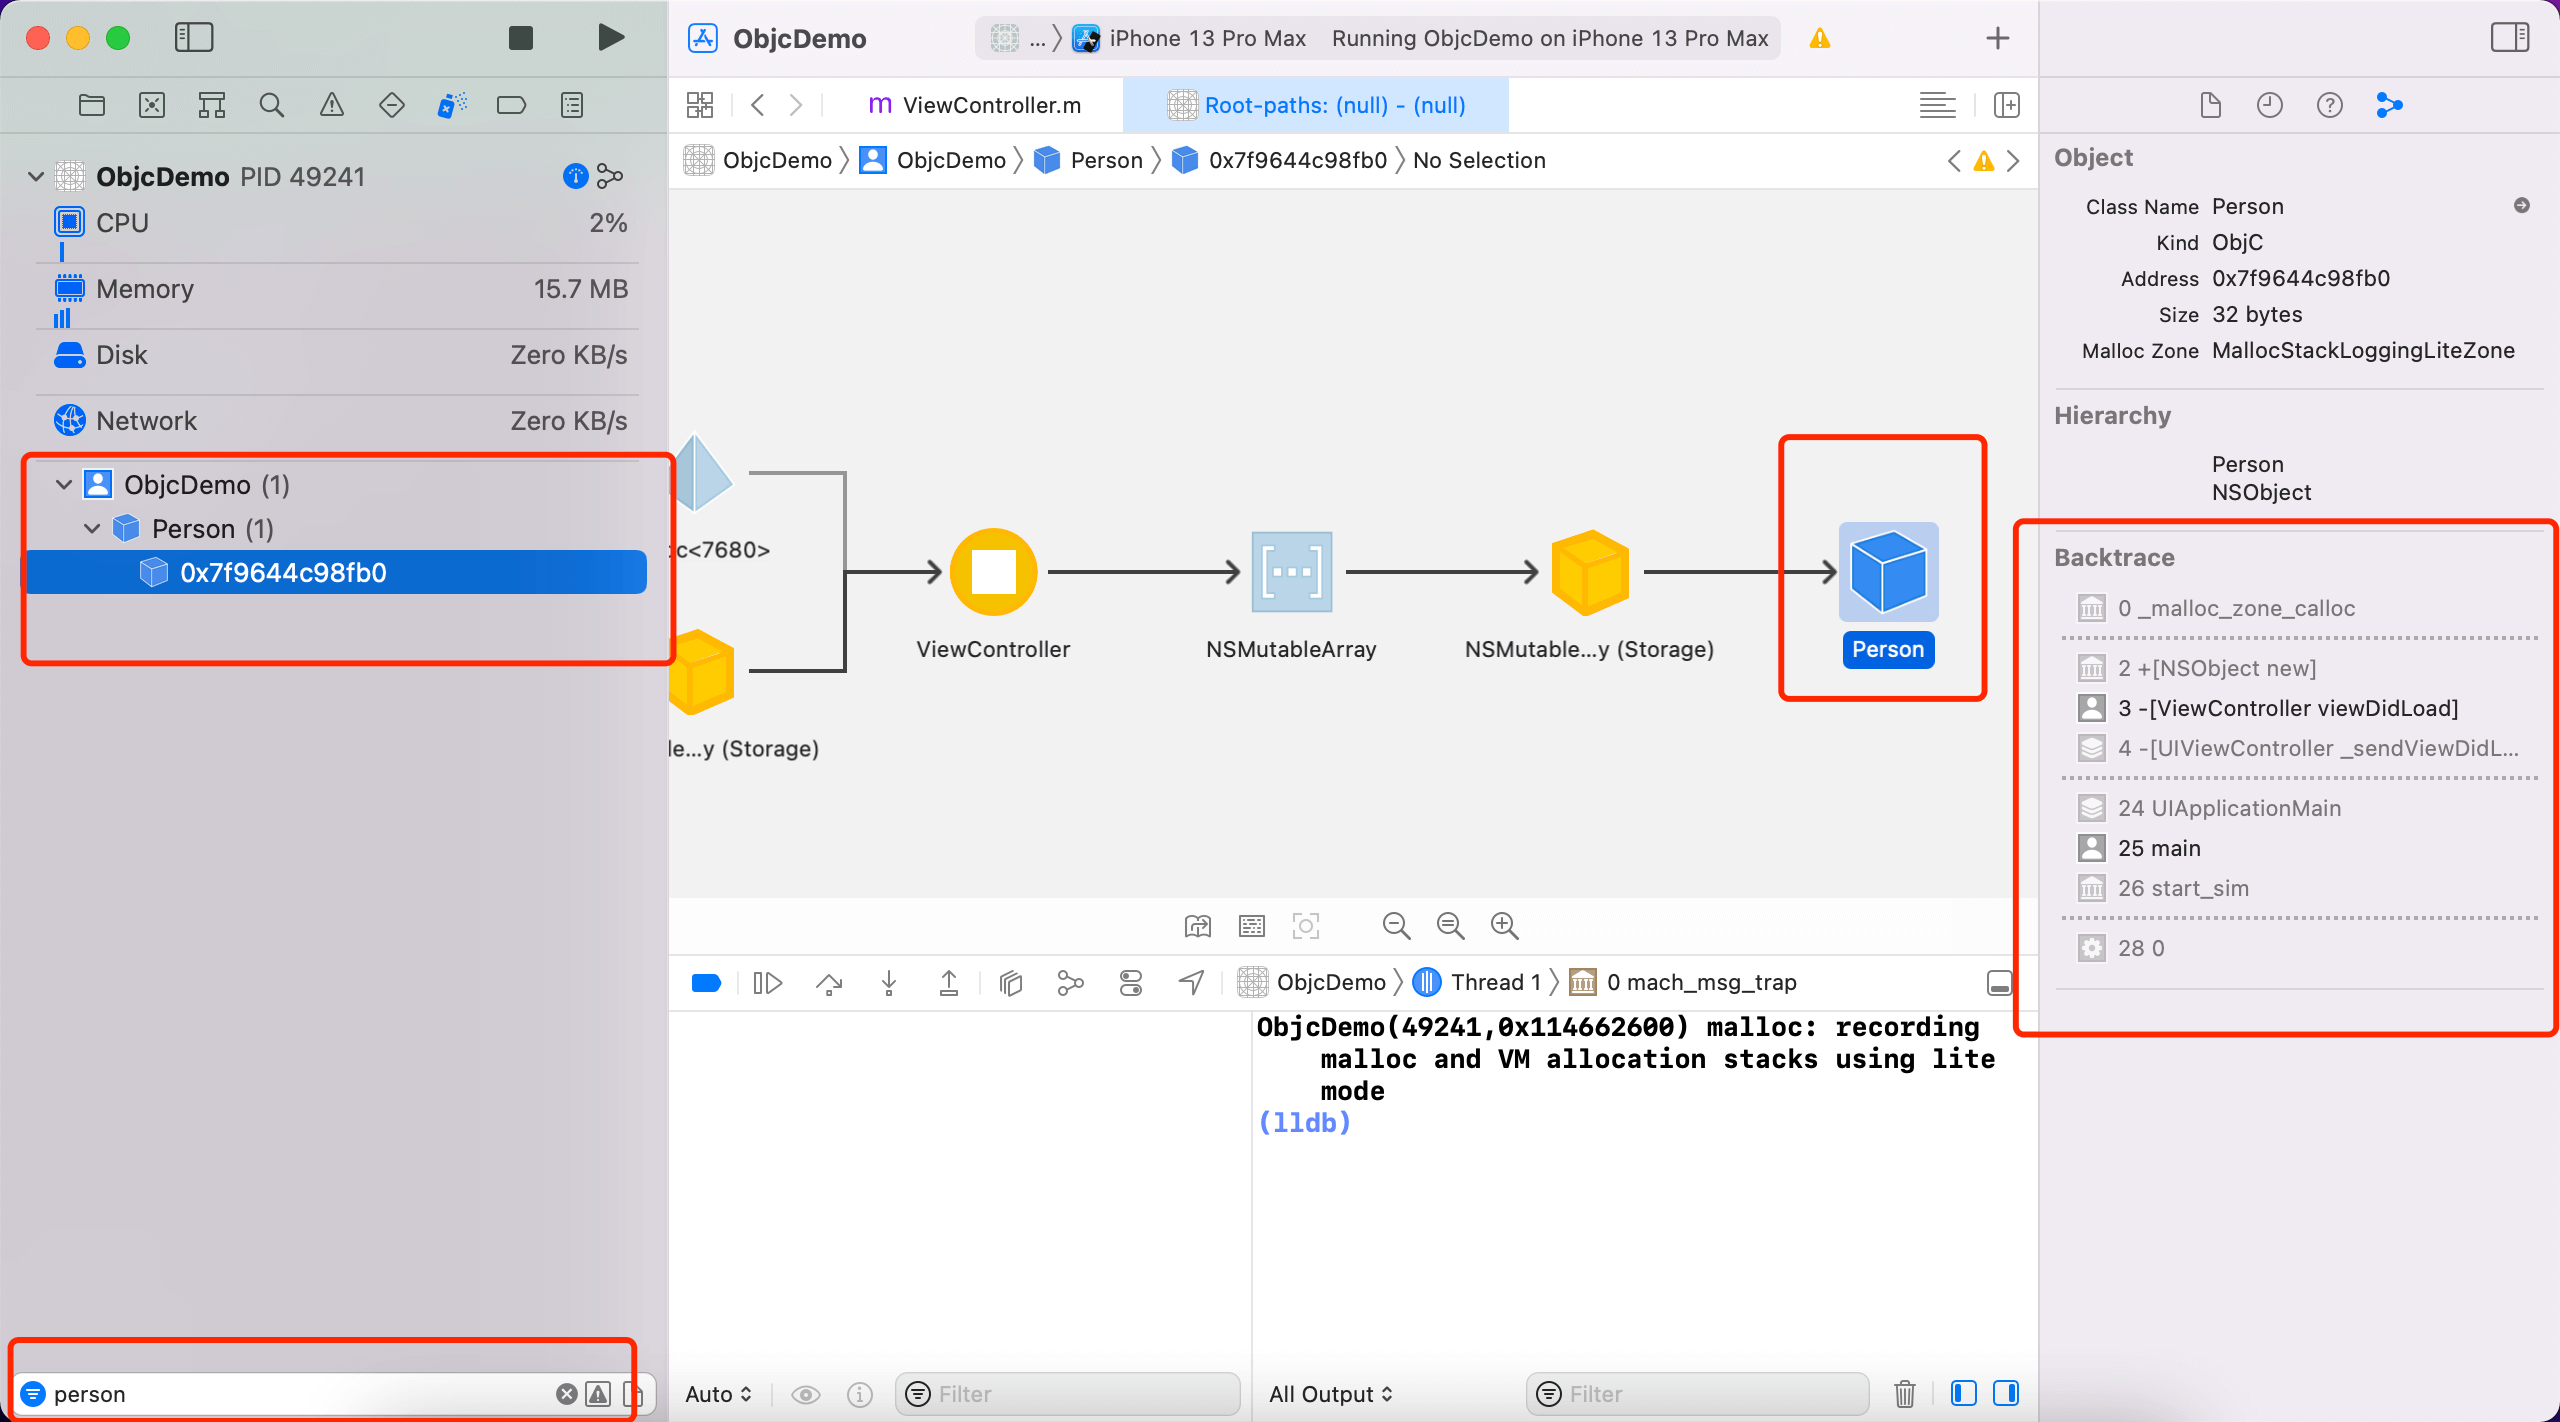 ObjcDemo
... iPhone 13 Pro Max Running ObjcDemo on iPhone 13 Pro Max
ViewController.m
Root-paths: (null) - (null)
ObjcDemo ObjcDemo Person 0x7f9644c98fb0 No Selection
ObjcDemo PID 49241
CPU 2%
Memory 15.7 MB
Disk Zero KB/s
Network Zero KB/s
ObjcDemo (1)
Person (1)
0x7f9644c98fb0
person
c<7680>
ViewController
NSMutableArray
NSMutable...y (Storage)
Person
le...y (Storage)
ObjcDemo Thread 1 0 mach_msg_trap
ObjcDemo(49241,0x114662600) malloc: recording
malloc and VM allocation stacks using lite
mode
(lldb)
Auto
Filter
All Output
Filter
Object
Class Name Person
Kind ObjC
Address 0x7f9644c98fb0
Size 32 bytes
Malloc Zone MallocStackLoggingLiteZone
Hierarchy
Person
NSObject
Backtrace
0 _malloc_zone_calloc
2 +[NSObject new]
3 -[ViewController viewDidLoad]
4 -[UIViewController _sendViewDidL...
24 UIApplicationMain
25 main
26 start_sim
28 0